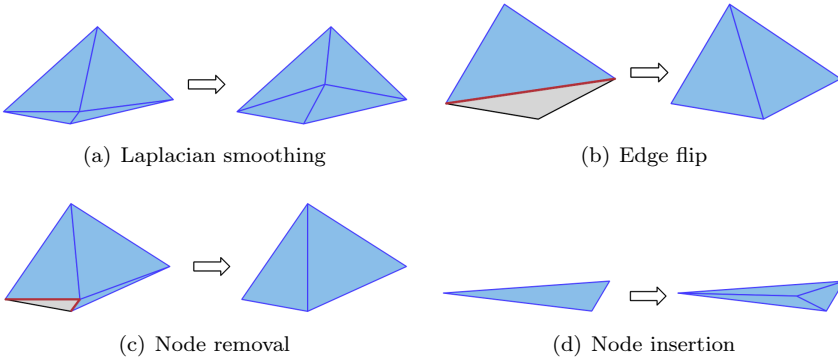 (a) Laplacian smoothing
(b) Edge flip
(c) Node removal
(d) Node insertion